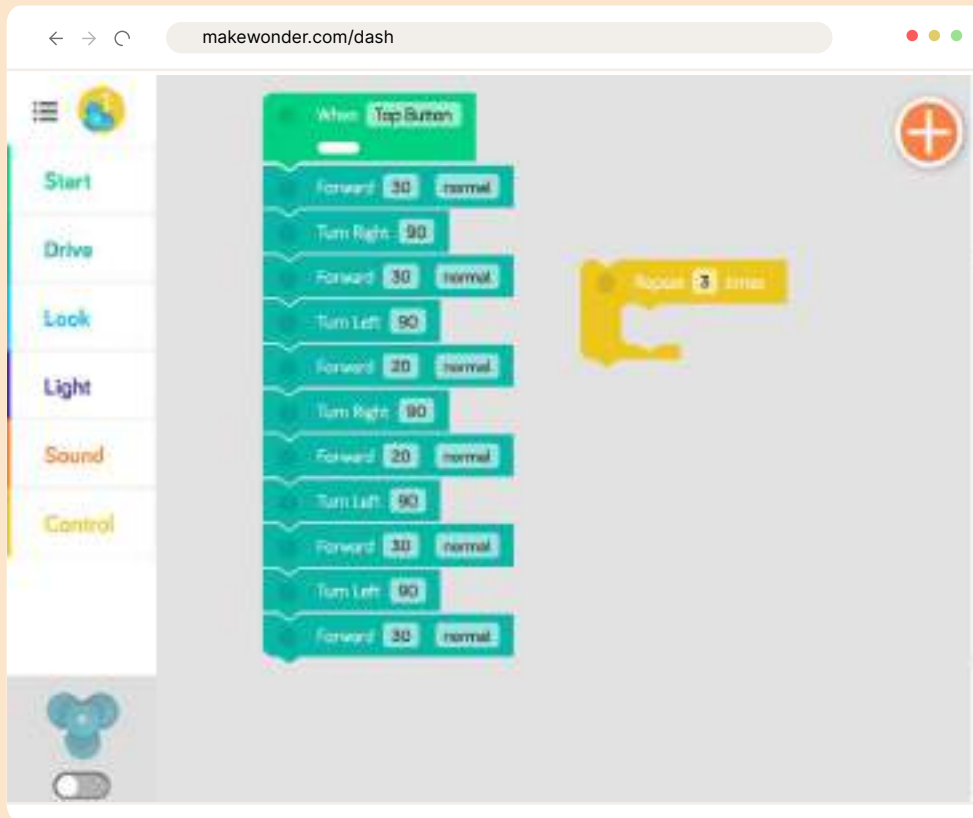 makewonder.com/dash
When Top Button
Start
Drive
Look
Light
Sound
Control
Forward 30 normal
Turn Right 90
Forward 30 normal
Turn Left 90
Forward 20 normal
Turn Right 90
Forward 20 normal
Turn Left 90
Forward 30 normal
Turn Left 90
Forward 30 normal
Repeat 3 times